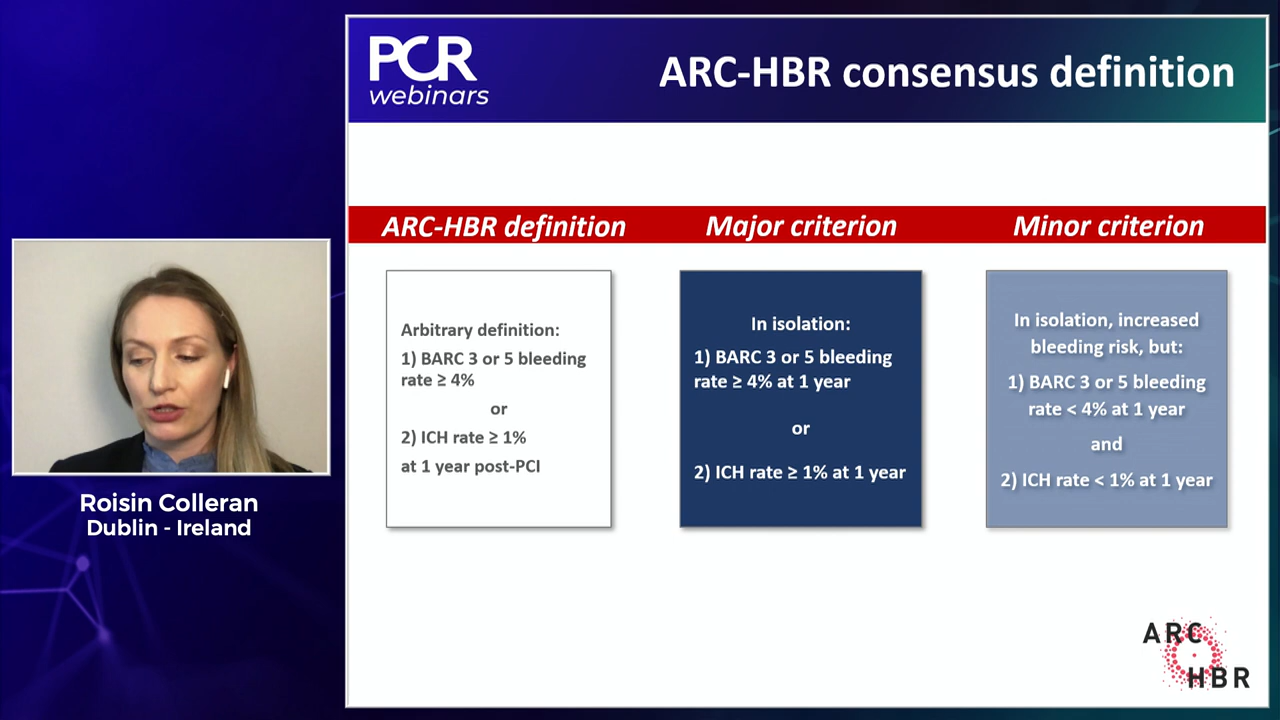 PCR
webinars
ARC-HBR consensus definition
ARC-HBR definition
Major criterion
Minor criterion
Arbitrary definition:
1) BARC 3 or 5 bleeding
rate ≥ 4%
or
2) ICH rate ≥ 1%
at 1 year post-PCI
In isolation:
1) BARC 3 or 5 bleeding
rate ≥ 4% at 1 year
or
2) ICH rate ≥ 1% at 1 year
In isolation, increased
bleeding risk, but:
1) BARC 3 or 5 bleeding
rate < 4% at 1 year
and
2) ICH rate < 1% at 1 year
Roisin Colleran
Dublin - Ireland
ARC
HBR